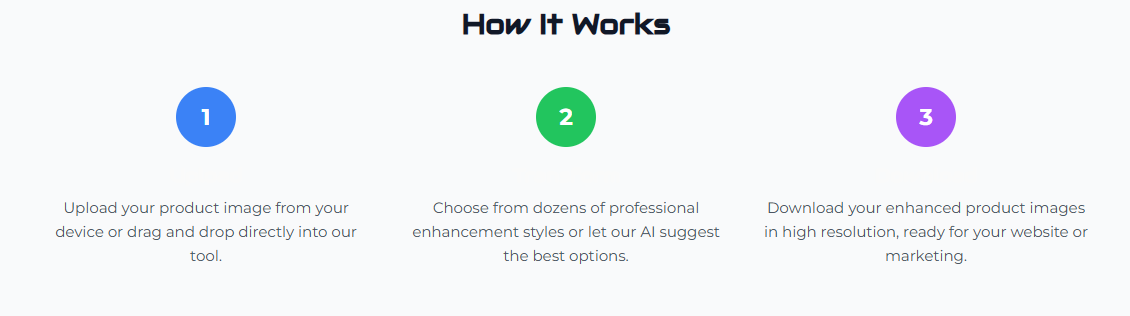 How It Works
1
2
3
Upload your product image from your
device or drag and drop directly into our
tool.
Choose from dozens of professional
enhancement styles or let our AI suggest
the best options.
Download your enhanced product images
in high resolution, ready for your website or
marketing.